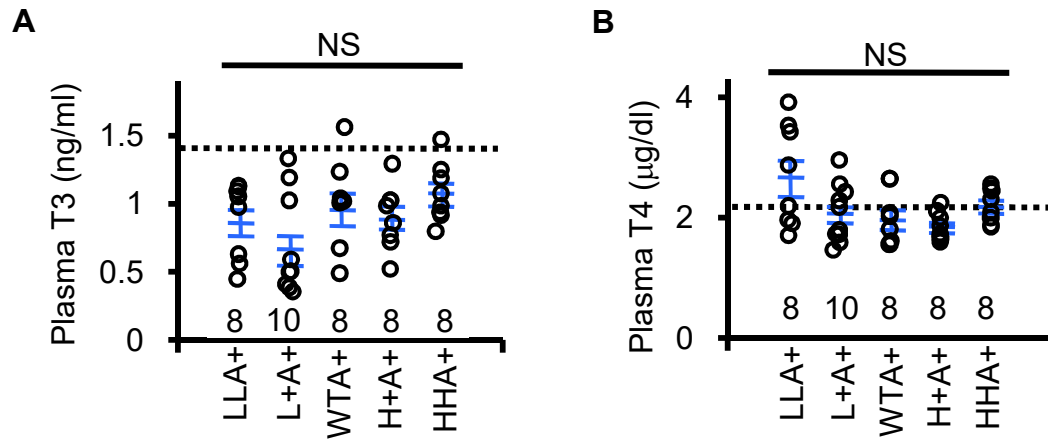 A
NS
Plasma T3 (ng/ml)
1.5
1
0.5
0
8 10 8 8 8
LLA+
L+A+
WTA+
H+A+
HHA+
B
NS
Plasma T4 (μg/dl)
4
2
0
8 10 8 8 8
LLA+
L+A+
WTA+
H+A+
HHA+